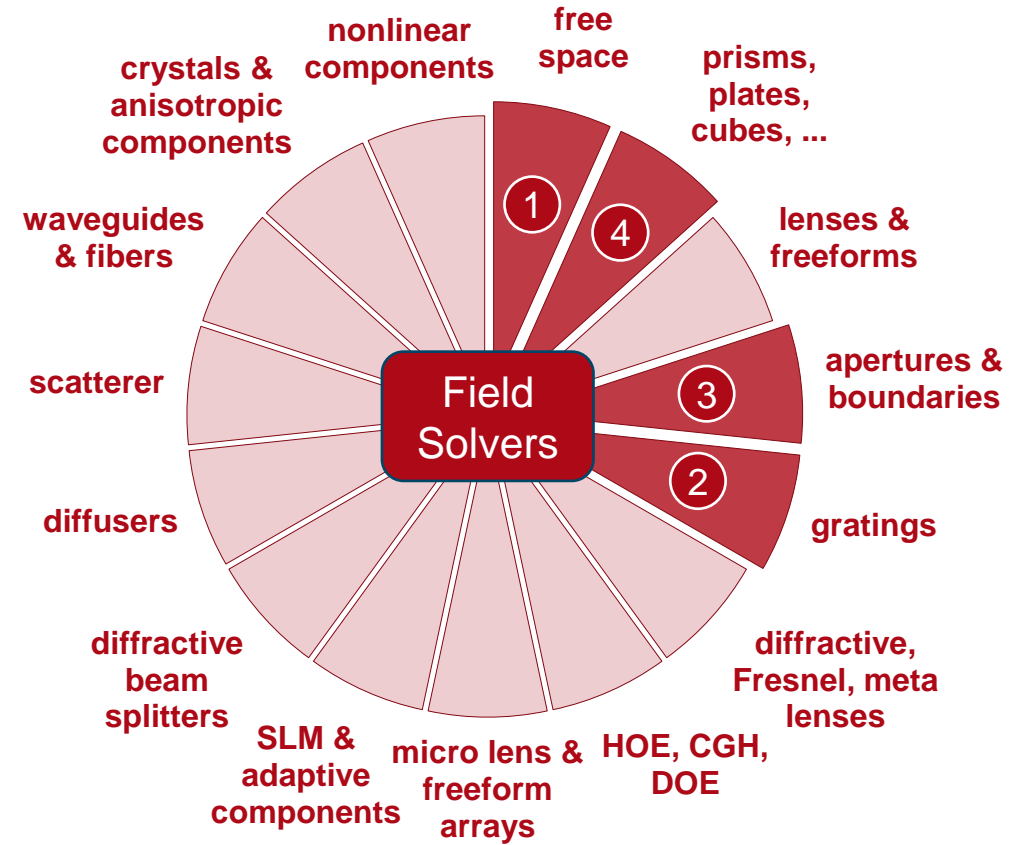 free
space
prisms,
plates,
cubes, ...
lenses &
freeforms
apertures &
boundaries
gratings
diffractive,
Fresnel, meta
lenses
HOE, CGH,
DOE
micro lens &
freeform
arrays
SLM &
adaptive
components
diffractive
beam
splitters
diffusers
scatterer
waveguides
& fibers
crystals &
anisotropic
components
nonlinear
components
1
4
3
2
Field
Solvers